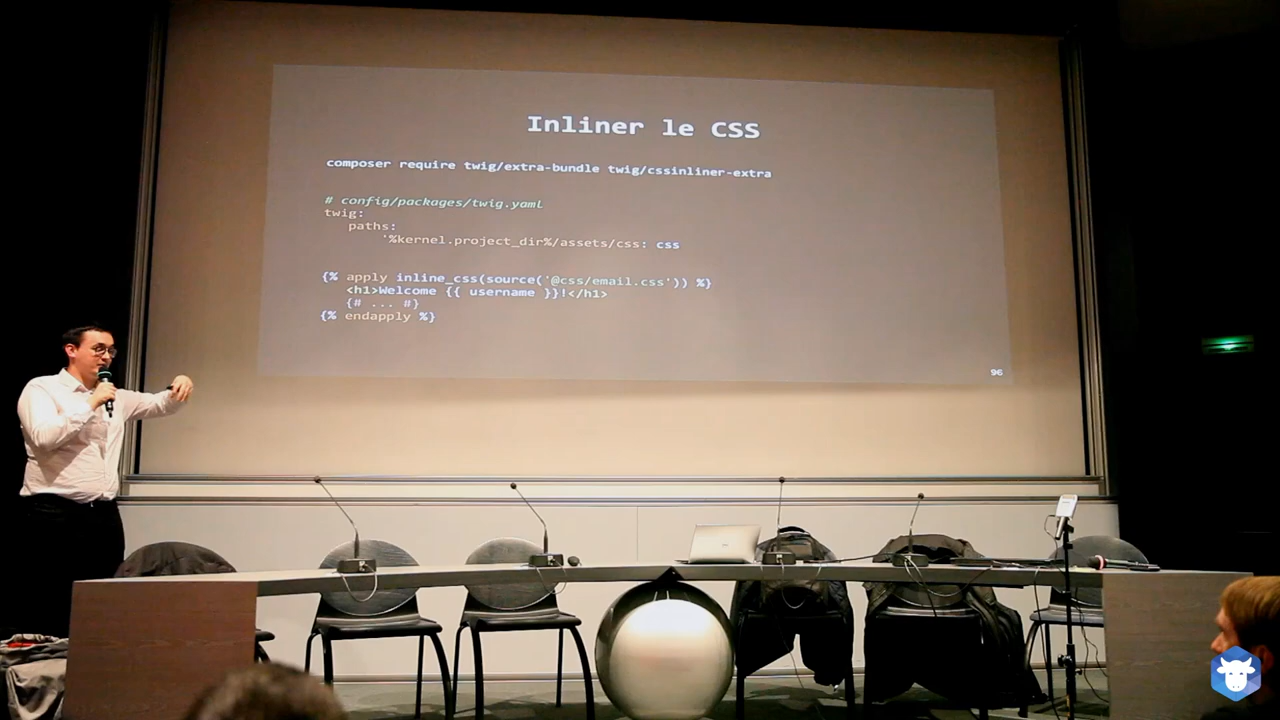 Inliner le CSS
composer require twig/extra-bundle twig/cssinliner-extra
# config/packages/twig.yaml
twig:
paths:
'%kernel.project_dir%/assets/css: css
{% apply inline_css(source('@css/email.css')) %}
<h1>Welcome {{ username }}!</h1>
{# ... #}
{% endapply %}
96